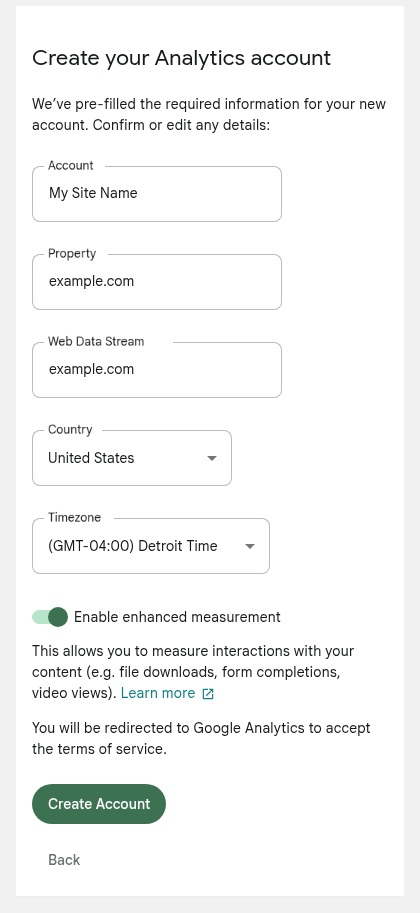 Create your Analytics account
We’ve pre-filled the required information for your new
account. Confirm or edit any details:
Account
My Site Name
Property
example.com
Web Data Stream
example.com
Country
United States
Timezone
(GMT-04:00) Detroit Time
Enable enhanced measurement
This allows you to measure interactions with your
content (e.g. file downloads, form completions,
video views). Learn more
You will be redirected to Google Analytics to accept
the terms of service.
Create Account
Back